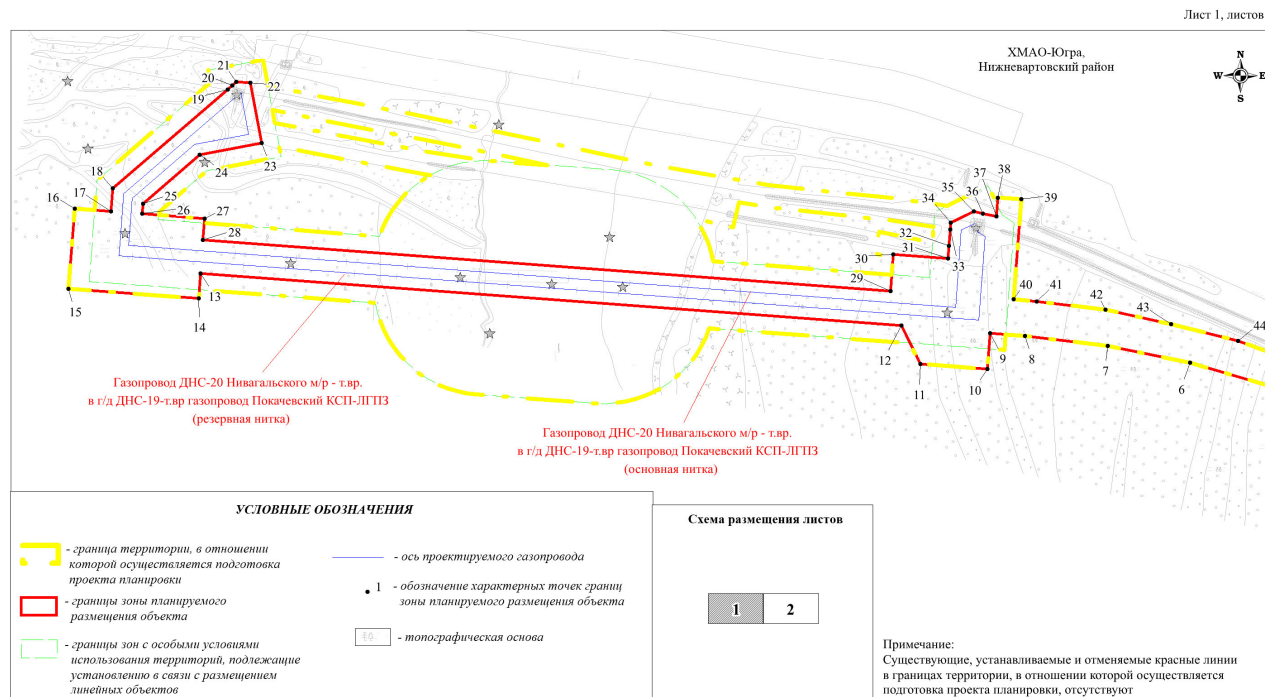 Лист 1, листов
ХМАО-Югра,
Нижневартовский район
N
W E
S
21
20
19
22
23
24
18
25
17
26
16
27
28
15
14
13
37
38
35
36
34
39
32
31
33
30
29
40
41
42
43
44
12
9
8
7
6
11
10
Газопровод ДНС-20 Нивагальского м/р - т.вр.
в г/д ДНС-19-т.вр газопровод Покачевский КСП-ЛГПЗ
(резервная нитка)
Газопровод ДНС-20 Нивагальского м/р - т.вр.
в г/д ДНС-19-т.вр газопровод Покачевский КСП-ЛГПЗ
(основная нитка)
УСЛОВНЫЕ ОБОЗНАЧЕНИЯ
- граница территории, в отношении
которой осуществляется подготовка
проекта планировки
- границы зоны планируемого
размещения объекта
- границы зон с особыми условиями
использования территорий, подлежащие
установлению в связи с размещением
линейных объектов
- ось проектируемого газопровода
1 - обозначение характерных точек границ
зоны планируемого размещения объекта
- топографическая основа
Схема размещения листов
1 2
Примечание:
Существующие, устанавливаемые и отменяемые красные линии
в границах территории, в отношении которой осуществляется
подготовка проекта планировки, отсутствуют